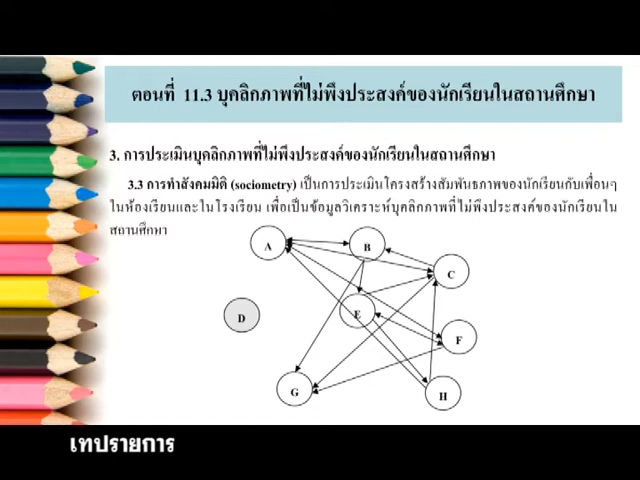 ตอนที่ 11.3 บุคลิกภาพที่ไม่พึงประสงค์ของนักเรียนในสถานศึกษา
3. การประเมินบุคลิกภาพที่ไม่พึงประสงค์ของนักเรียนในสถานศึกษา
3.3 การทำสังคมมิติ (sociometry) เป็นการประเมินโครงสร้างสัมพันธภาพของนักเรียนกับเพื่อนๆ
ในห้องเรียนและในโรงเรียน เพื่อเป็นข้อมูลวิเคราะห์บุคลิกภาพที่ไม่พึงประสงค์ของนักเรียนใน
สถานศึกษา
A
B
C
D
E
F
G
H
เทปรายการ